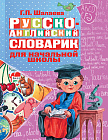 Г.П. Шалаева
РУССКО-
АНГЛИЙСКИЙ
СЛОВАРИК
для начальной
школы